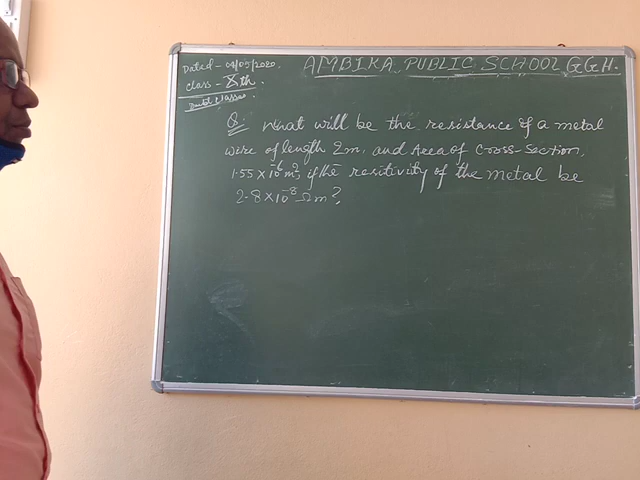 AMBIKA PUBLIC SCHOOL GGH.
Dated - 04/05/2020
Class - Xth
Q. What will be the resistance of a metal
wire of length 2m, and Area of cross-section,
1.55 × 10⁻⁶ m², if the resitivity of the metal be
2.8 × 10⁻⁸ Ωm?